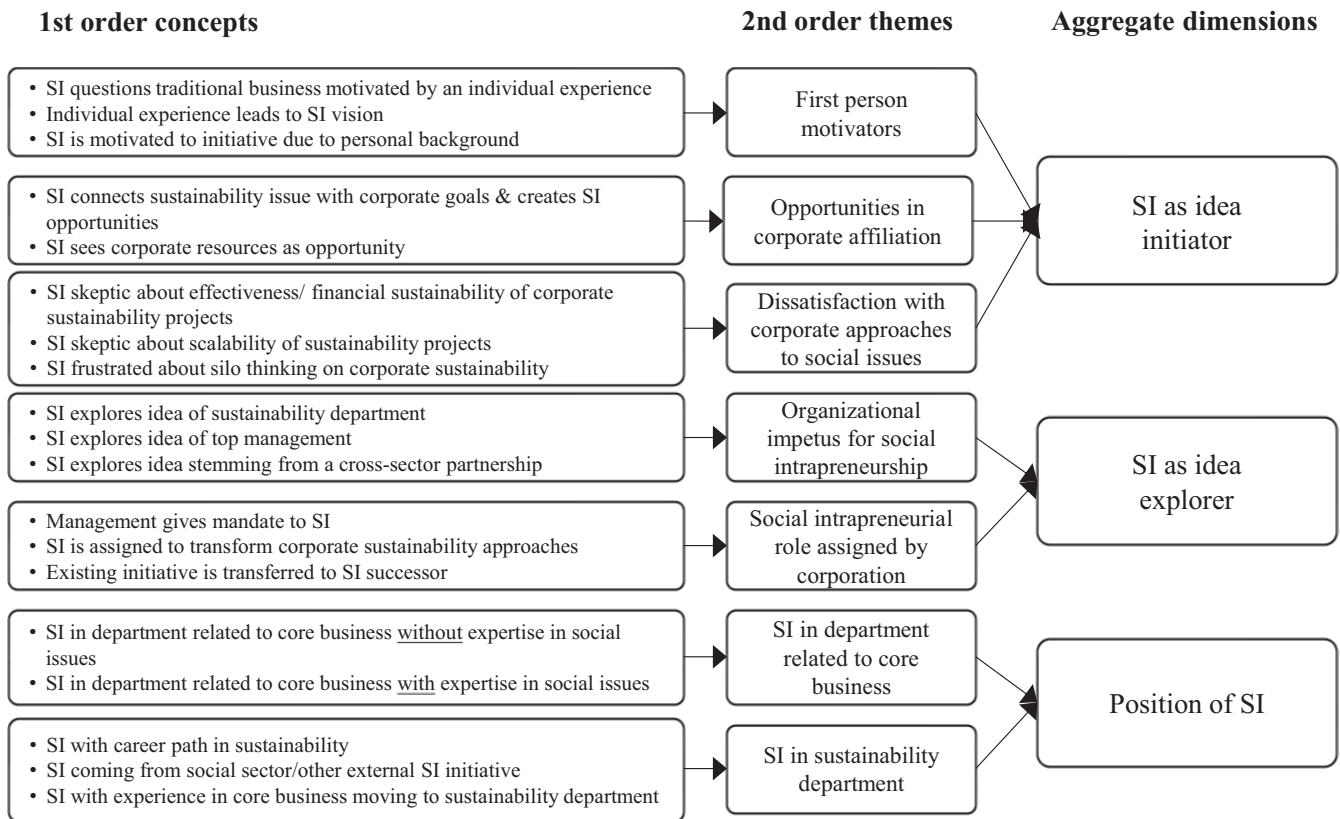 1st order concepts
2nd order themes
Aggregate dimensions
• SI questions traditional business motivated by an individual experience
• Individual experience leads to SI vision
• SI is motivated to initiative due to personal background
First person
motivators
• SI connects sustainability issue with corporate goals & creates SI
opportunities
• SI sees corporate resources as opportunity
Opportunities in
corporate affiliation
• SI skeptic about effectiveness/ financial sustainability of corporate
sustainability projects
• SI skeptic about scalability of sustainability projects
• SI frustrated about silo thinking on corporate sustainability
Dissatisfaction with
corporate approaches
to social issues
SI as idea
initiator
• SI explores idea of sustainability department
• SI explores idea of top management
• SI explores idea stemming from a cross-sector partnership
Organizational
impetus for social
intrapreneurship
• Management gives mandate to SI
• SI is assigned to transform corporate sustainability approaches
• Existing initiative is transferred to SI successor
Social intrapreneurial
role assigned by
corporation
SI as idea
explorer
• SI in department related to core business without expertise in social
issues
• SI in department related to core business with expertise in social issues
SI in department
related to core
business
• SI with career path in sustainability
• SI coming from social sector/other external SI initiative
• SI with experience in core business moving to sustainability department
SI in sustainability
department
Position of SI